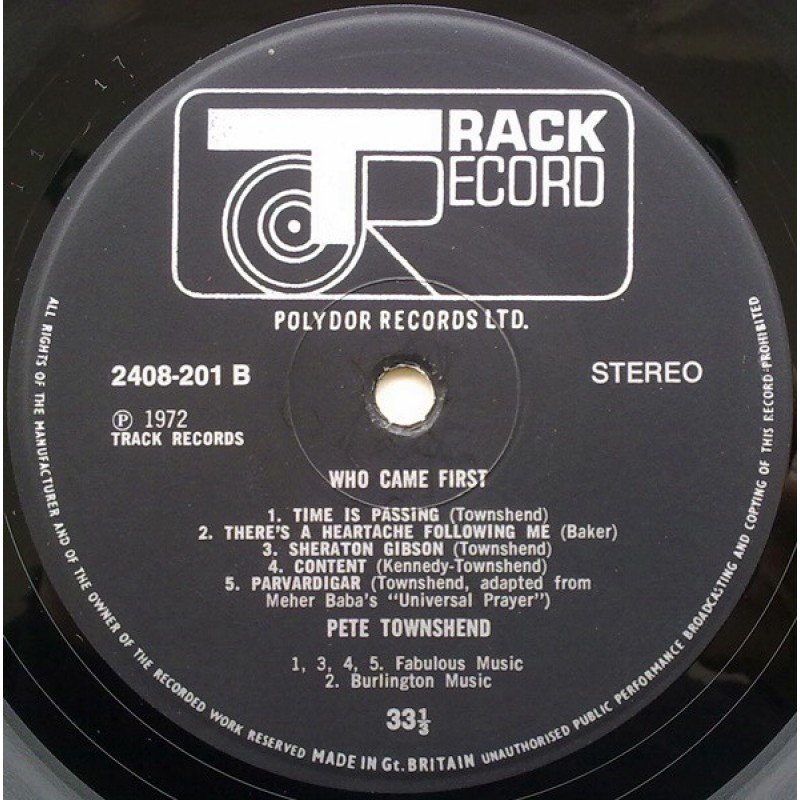 TRACK
RECORD
POLYDOR RECORDS LTD.
2408-201 B
STEREO
Ⓟ 1972
TRACK RECORDS
WHO CAME FIRST
1. TIME IS PASSING (Townshend)
2. THERE'S A HEARTACHE FOLLOWING ME (Baker)
3. SHERATON GIBSON (Townshend)
4. CONTENT (Kennedy-Townshend)
5. PARVARDIGAR (Townshend, adapted from
Meher Baba's "Universal Prayer")
PETE TOWNSHEND
1, 3, 4, 5. Fabulous Music
2. Burlington Music
33⅓
ALL RIGHTS OF THE MANUFACTURER AND OF THE OWNER OF THE RECORDED WORK RESERVED MADE IN Gt. BRITAIN UNAUTHORISED PUBLIC PERFORMANCE BROADCASTING AND COPYING OF THIS RECORD PROHIBITED